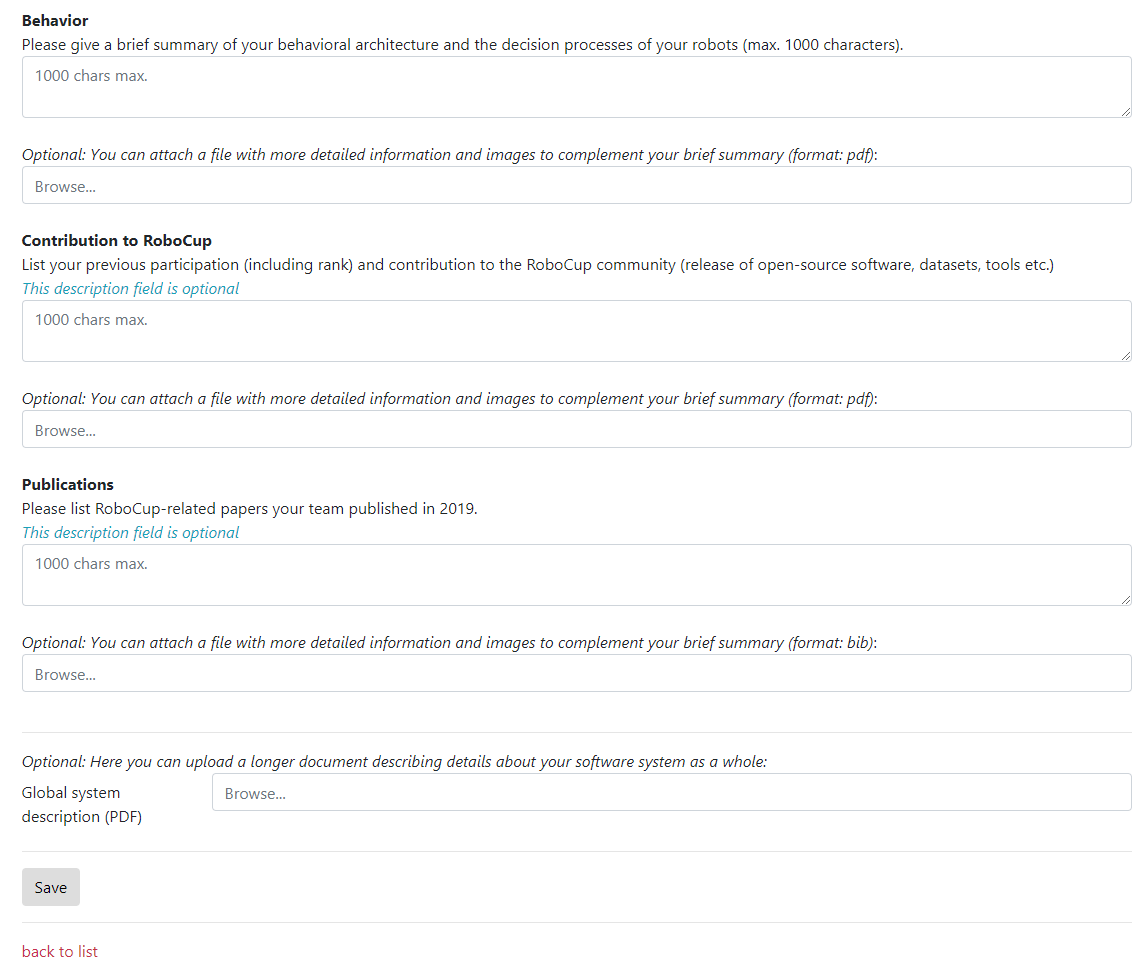 Behavior
Please give a brief summary of your behavioral architecture and the decision processes of your robots (max. 1000 characters).
1000 chars max.
Optional: You can attach a file with more detailed information and images to complement your brief summary (format: pdf):
Browse...
Contribution to RoboCup
List your previous participation (including rank) and contribution to the RoboCup community (release of open-source software, datasets, tools etc.)
This description field is optional
1000 chars max.
Optional: You can attach a file with more detailed information and images to complement your brief summary (format: pdf):
Browse...
Publications
Please list RoboCup-related papers your team published in 2019.
This description field is optional
1000 chars max.
Optional: You can attach a file with more detailed information and images to complement your brief summary (format: bib):
Browse...
Optional: Here you can upload a longer document describing details about your software system as a whole:
Global system
description (PDF)
Browse...
Save
back to list